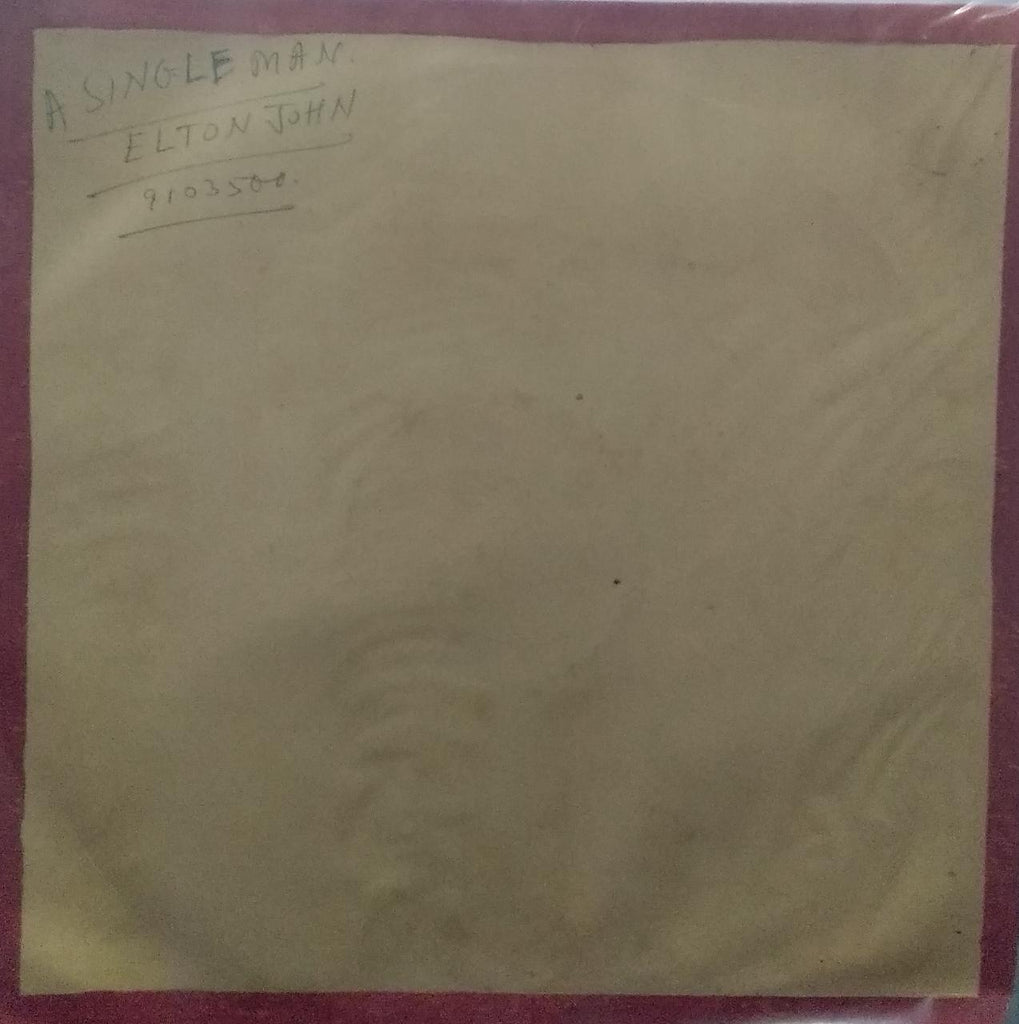 A SINGLE MAN.
ELTON JOHN
9103500.